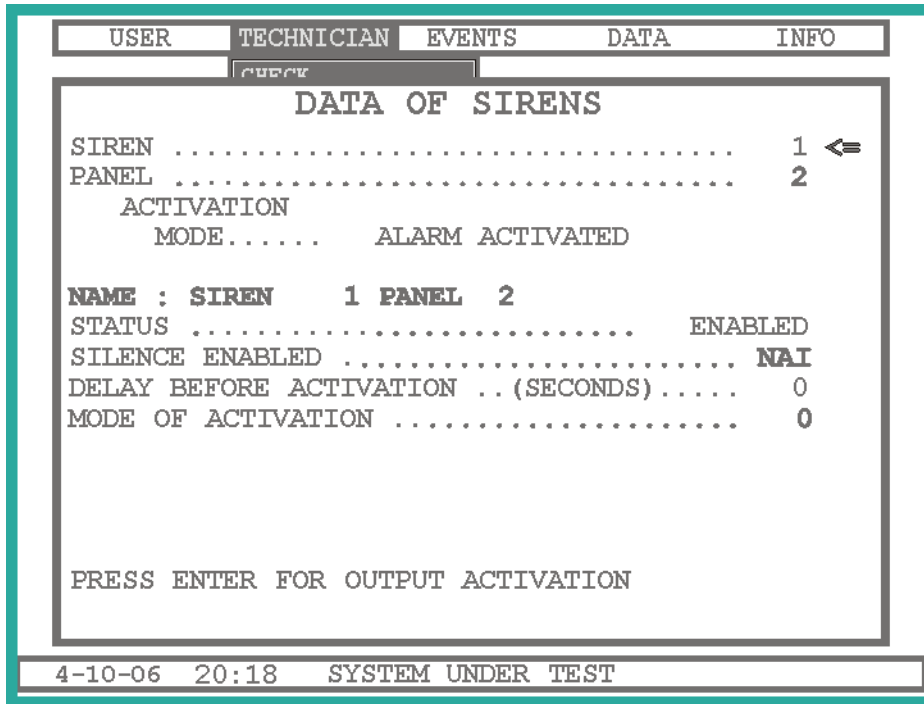 USER TECHNICIAN EVENTS DATA INFO
CHECK
DATA OF SIRENS
SIREN .................................. 1 <=
PANEL .................................. 2
ACTIVATION
MODE...... ALARM ACTIVATED
NAME : SIREN 1 PANEL 2
STATUS ........................... ENABLED
SILENCE ENABLED ........................ NAI
DELAY BEFORE ACTIVATION ..(SECONDS)..... 0
MODE OF ACTIVATION ..................... 0
PRESS ENTER FOR OUTPUT ACTIVATION
4-10-06 20:18 SYSTEM UNDER TEST